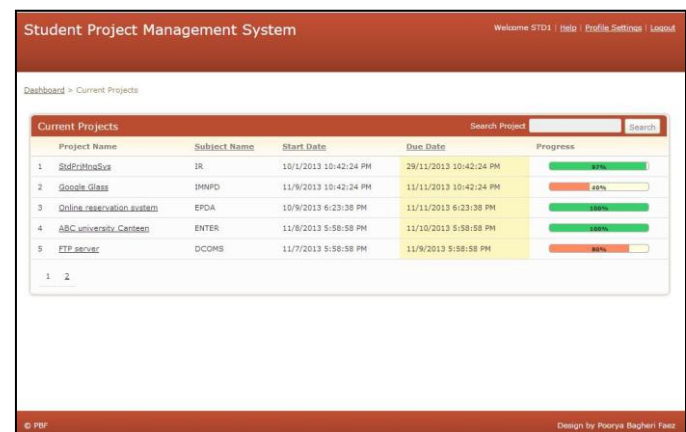 Student Project Management System
Welcome STD1 | Help | Profile Settings | Logout
Dashboard > Current Projects
Current Projects Search Project Search
Project Name Subject Name Start Date Due Date Progress
1 StdPrjMngSys IR 10/1/2013 10:42:24 PM 29/11/2013 10:42:24 PM 97%
2 Google Glass IMNPD 11/9/2013 10:42:24 PM 11/11/2013 10:42:24 PM 40%
3 Online reservation system EPDA 10/9/2013 6:23:38 PM 11/11/2013 6:23:38 PM 100%
4 ABC university Canteen ENTER 11/8/2013 5:58:58 PM 11/10/2013 5:58:58 PM 100%
5 FTP server DCOMS 11/7/2013 5:58:58 PM 11/9/2013 5:58:58 PM 80%
1 2
© PBF Design by Poorya Bagheri Faez